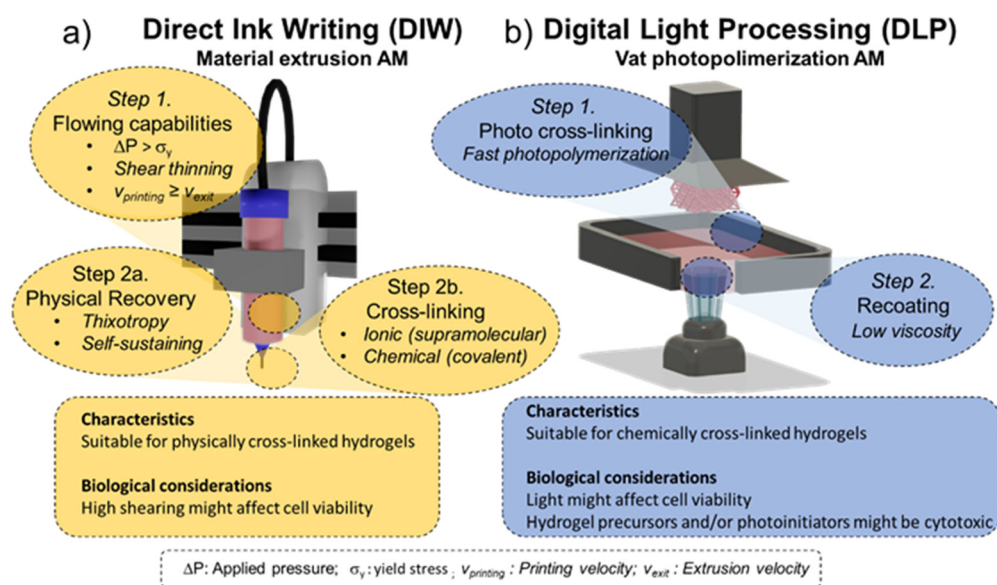 a) Direct Ink Writing (DIW)
Material extrusion AM
Step 1.
Flowing capabilities
• ΔP > σγ
• Shear thinning
• vprinting ≥ vexit
Step 2a.
Physical Recovery
• Thixotropy
• Self-sustaining
Step 2b.
Cross-linking
• Ionic (supramolecular)
• Chemical (covalent)
Characteristics
Suitable for physically cross-linked hydrogels
Biological considerations
High shearing might affect cell viability
b) Digital Light Processing (DLP)
Vat photopolimerization AM
Step 1.
Photo cross-linking
Fast photopolymerization
Step 2.
Recoating
Low viscosity
Characteristics
Suitable for chemically cross-linked hydrogels
Biological considerations
Light might affect cell viability
Hydrogel precursors and/or photoinitiators might be cytotoxic
ΔP: Applied pressure; σγ: yield stress; vprinting : Printing velocity; vexit : Extrusion velocity